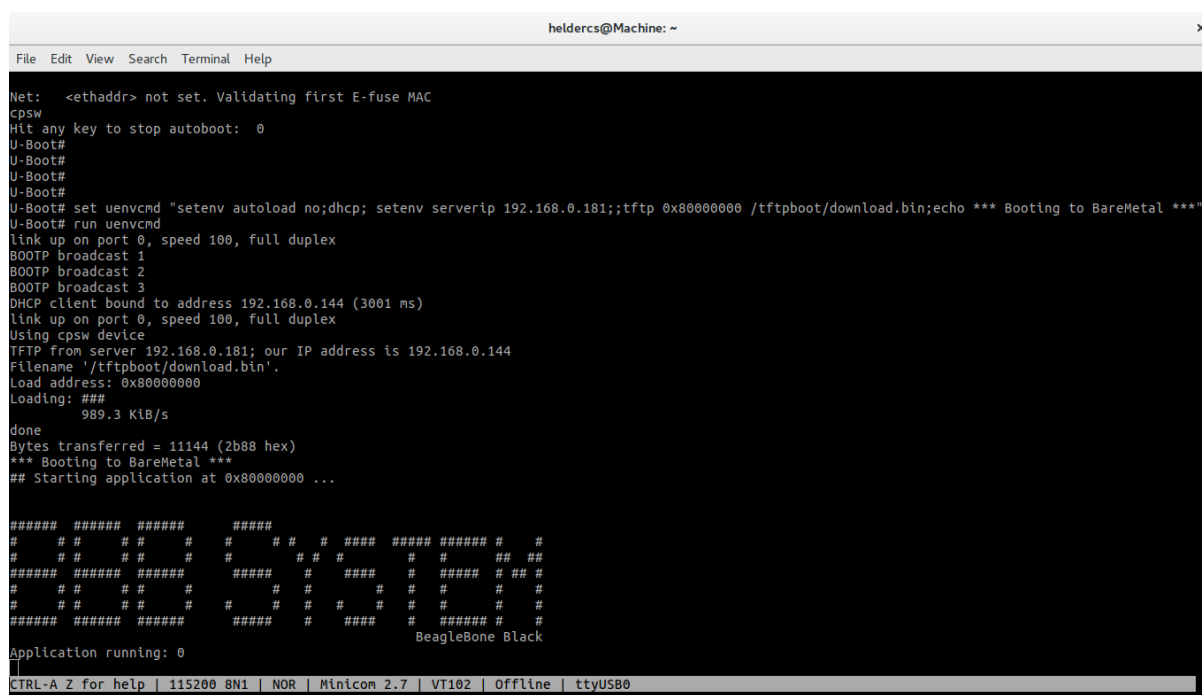 heldercs@Machine: ~
×
File Edit View Search Terminal Help
Net:   <ethaddr> not set. Validating first E-fuse MAC
cpsw
Hit any key to stop autoboot:  0
U-Boot#
U-Boot#
U-Boot#
U-Boot#
U-Boot# set uenvcmd "setenv autoload no;dhcp; setenv serverip 192.168.0.181;;tftp 0x80000000 /tftpboot/download.bin;echo *** Booting to BareMetal ***"
U-Boot# run uenvcmd
link up on port 0, speed 100, full duplex
BOOTP broadcast 1
BOOTP broadcast 2
BOOTP broadcast 3
DHCP client bound to address 192.168.0.144 (3001 ms)
link up on port 0, speed 100, full duplex
Using cpsw device
TFTP from server 192.168.0.181; our IP address is 192.168.0.144
Filename '/tftpboot/download.bin'.
Load address: 0x80000000
Loading: ###
         989.3 KiB/s
done
Bytes transferred = 11144 (2b88 hex)
*** Booting to BareMetal ***
## Starting application at 0x80000000 ...
BBB SYSTEM
BeagleBone Black
Application running: 0
CTRL-A Z for help | 115200 8N1 | NOR | Minicom 2.7 | VT102 | Offline | ttyUSB0